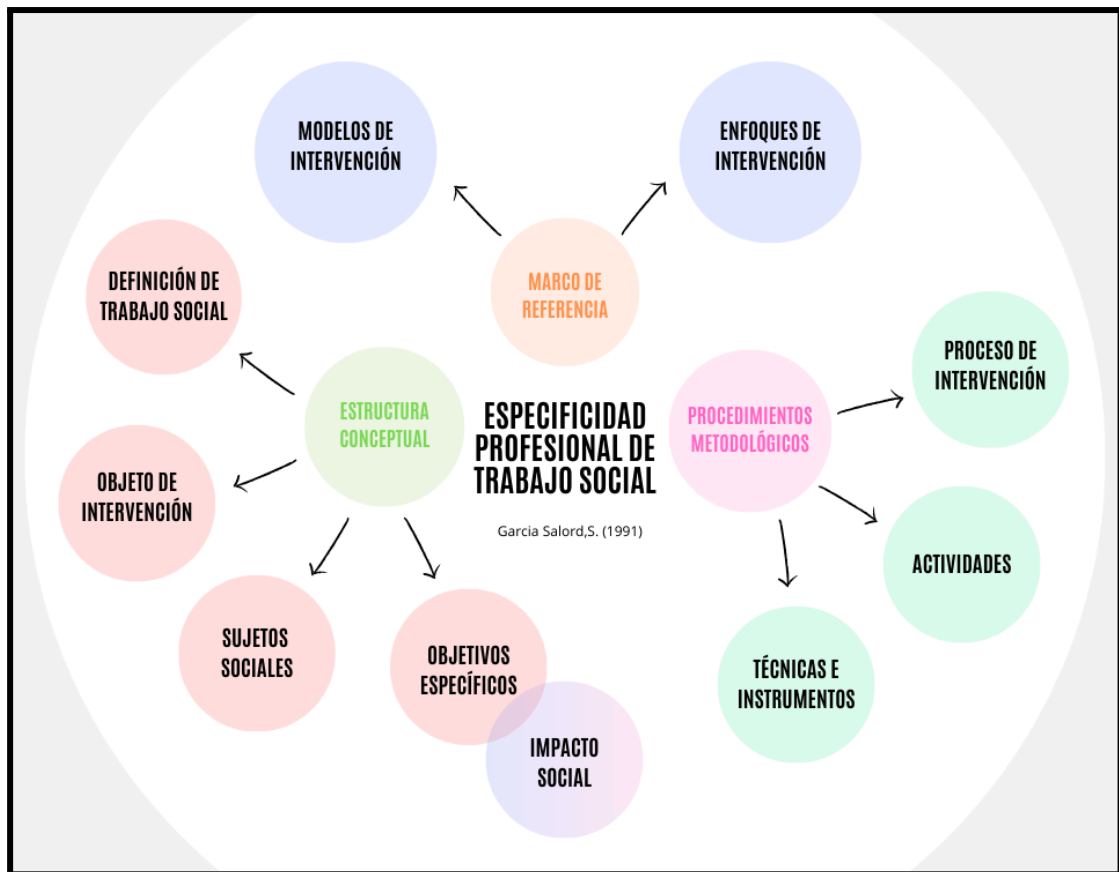 MODELOS DE
INTERVENCIÓN
ENFOQUES DE
INTERVENCIÓN
MARCO DE
REFERENCIA
DEFINICIÓN DE
TRABAJO SOCIAL
ESTRUCTURA
CONCEPTUAL
OBJETO DE
INTERVENCIÓN
SUJETOS
SOCIALES
OBJETIVOS
ESPECÍFICOS
IMPACTO
SOCIAL
ESPECIFICIDAD
PROFESIONAL DE
TRABAJO SOCIAL
Garcia Salord,S. (1991)
PROCEDIMIENTOS
METODOLÓGICOS
PROCESO DE
INTERVENCIÓN
ACTIVIDADES
TÉCNICAS E
INSTRUMENTOS